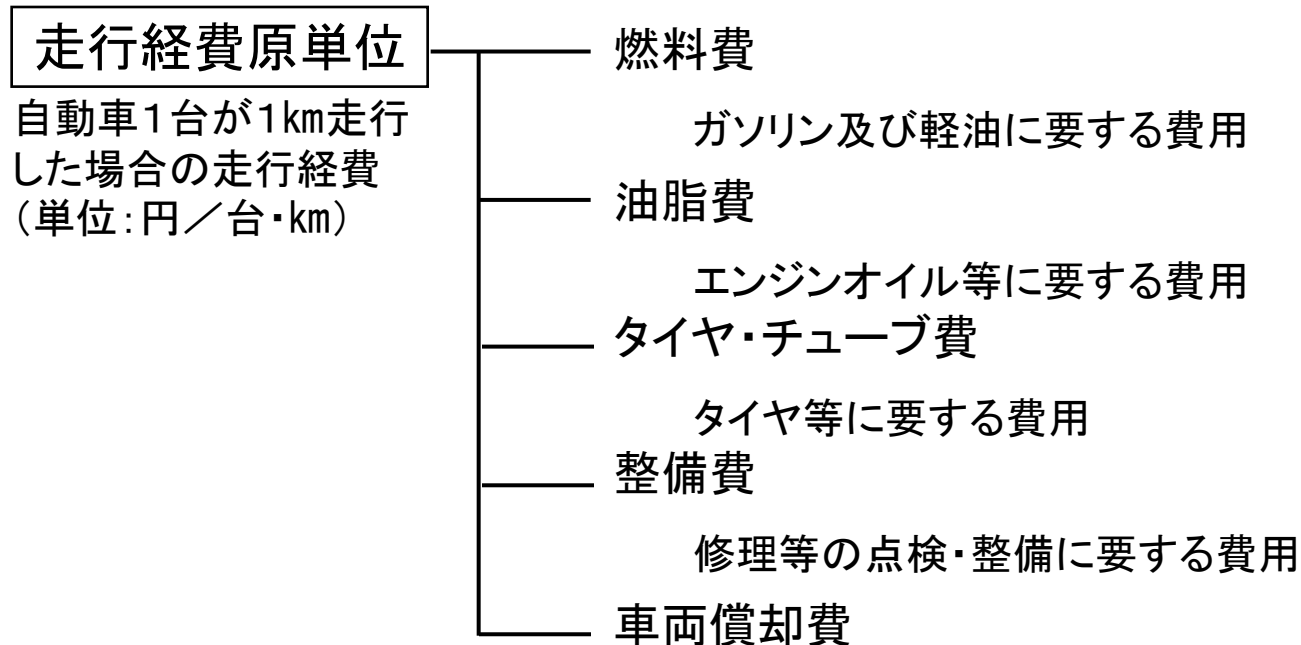 走行経費原単位
自動車１台が１㎞走行
した場合の走行経費
（単位：円／台・㎞）
燃料費
ガソリン及び軽油に要する費用
油脂費
エンジンオイル等に要する費用
タイヤ・チューブ費
タイヤ等に要する費用
整備費
修理等の点検・整備に要する費用
車両償却費